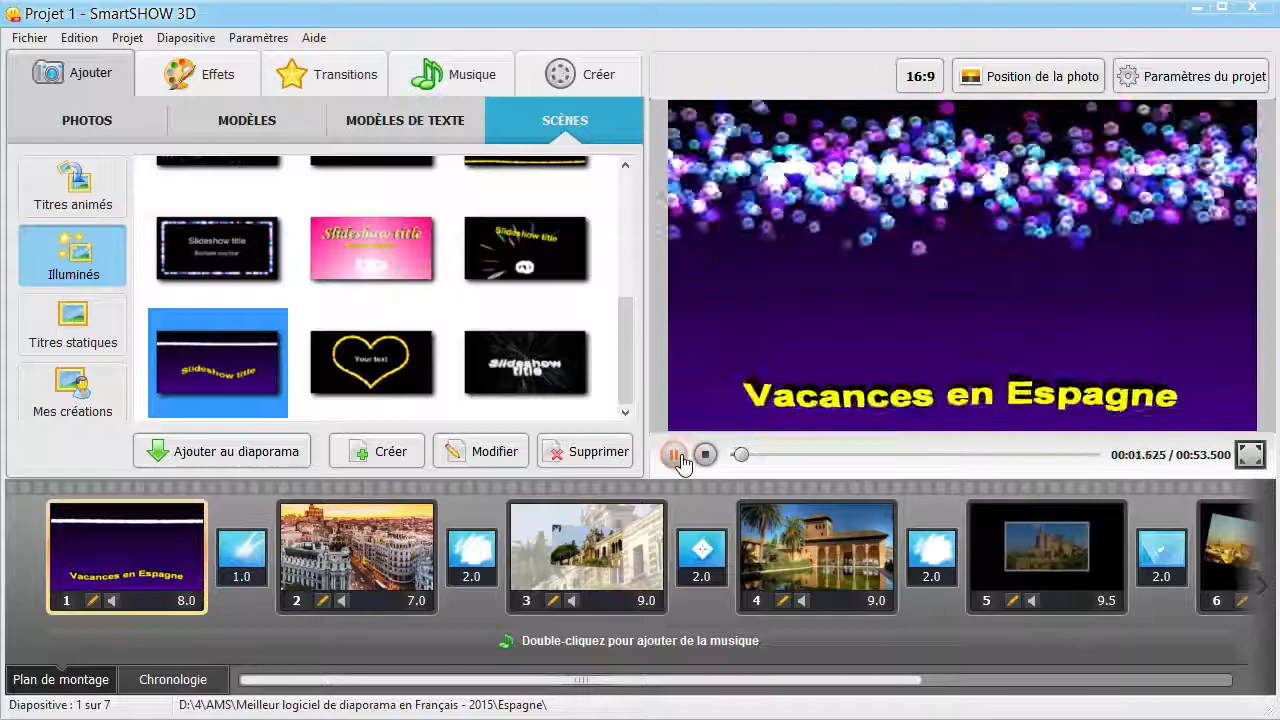 Projet 1 - SmartSHOW 3D
Fichier Edition Projet Diapositive Paramètres Aide
Ajouter Effets Transitions Musique Créer
16:9 Position de la photo Paramètres du projet
PHOTOS MODÈLES MODÈLES DE TEXTE SCÈNES
Titres animés
Illuminés
Titres statiques
Mes créations
Slideshow title
Slideshow title
Slideshow title
Slideshow title
Your text
Slideshow title
Ajouter au diaporama Créer Modifier Supprimer
Vacances en Espagne
00:01.625 / 00:53.500
Vacances en Espagne
1 8.0
1.0
2 7.0
2.0
3 9.0
2.0
4 9.0
2.0
5 9.5
2.0
6
Double-cliquez pour ajouter de la musique
Plan de montage Chronologie
Diapositive : 1 sur 7 D:\4\AMS\Meilleur logiciel de diaporama en Français - 2015\Espagne\